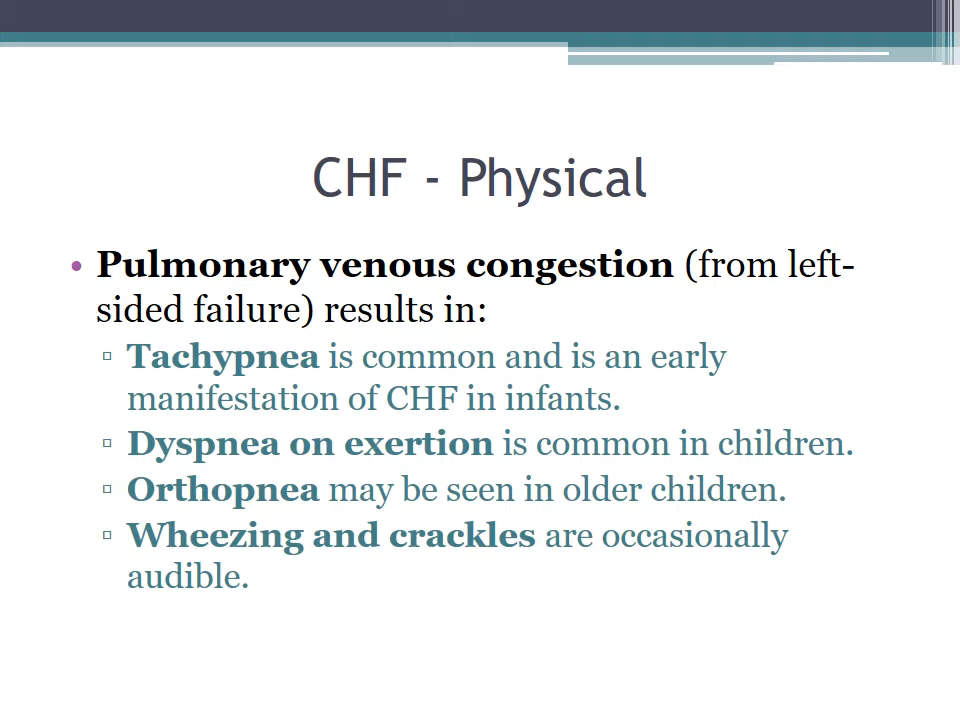 CHF - Physical
• Pulmonary venous congestion (from left-
sided failure) results in:
▫ Tachypnea is common and is an early
manifestation of CHF in infants.
▫ Dyspnea on exertion is common in children.
▫ Orthopnea may be seen in older children.
▫ Wheezing and crackles are occasionally
audible.